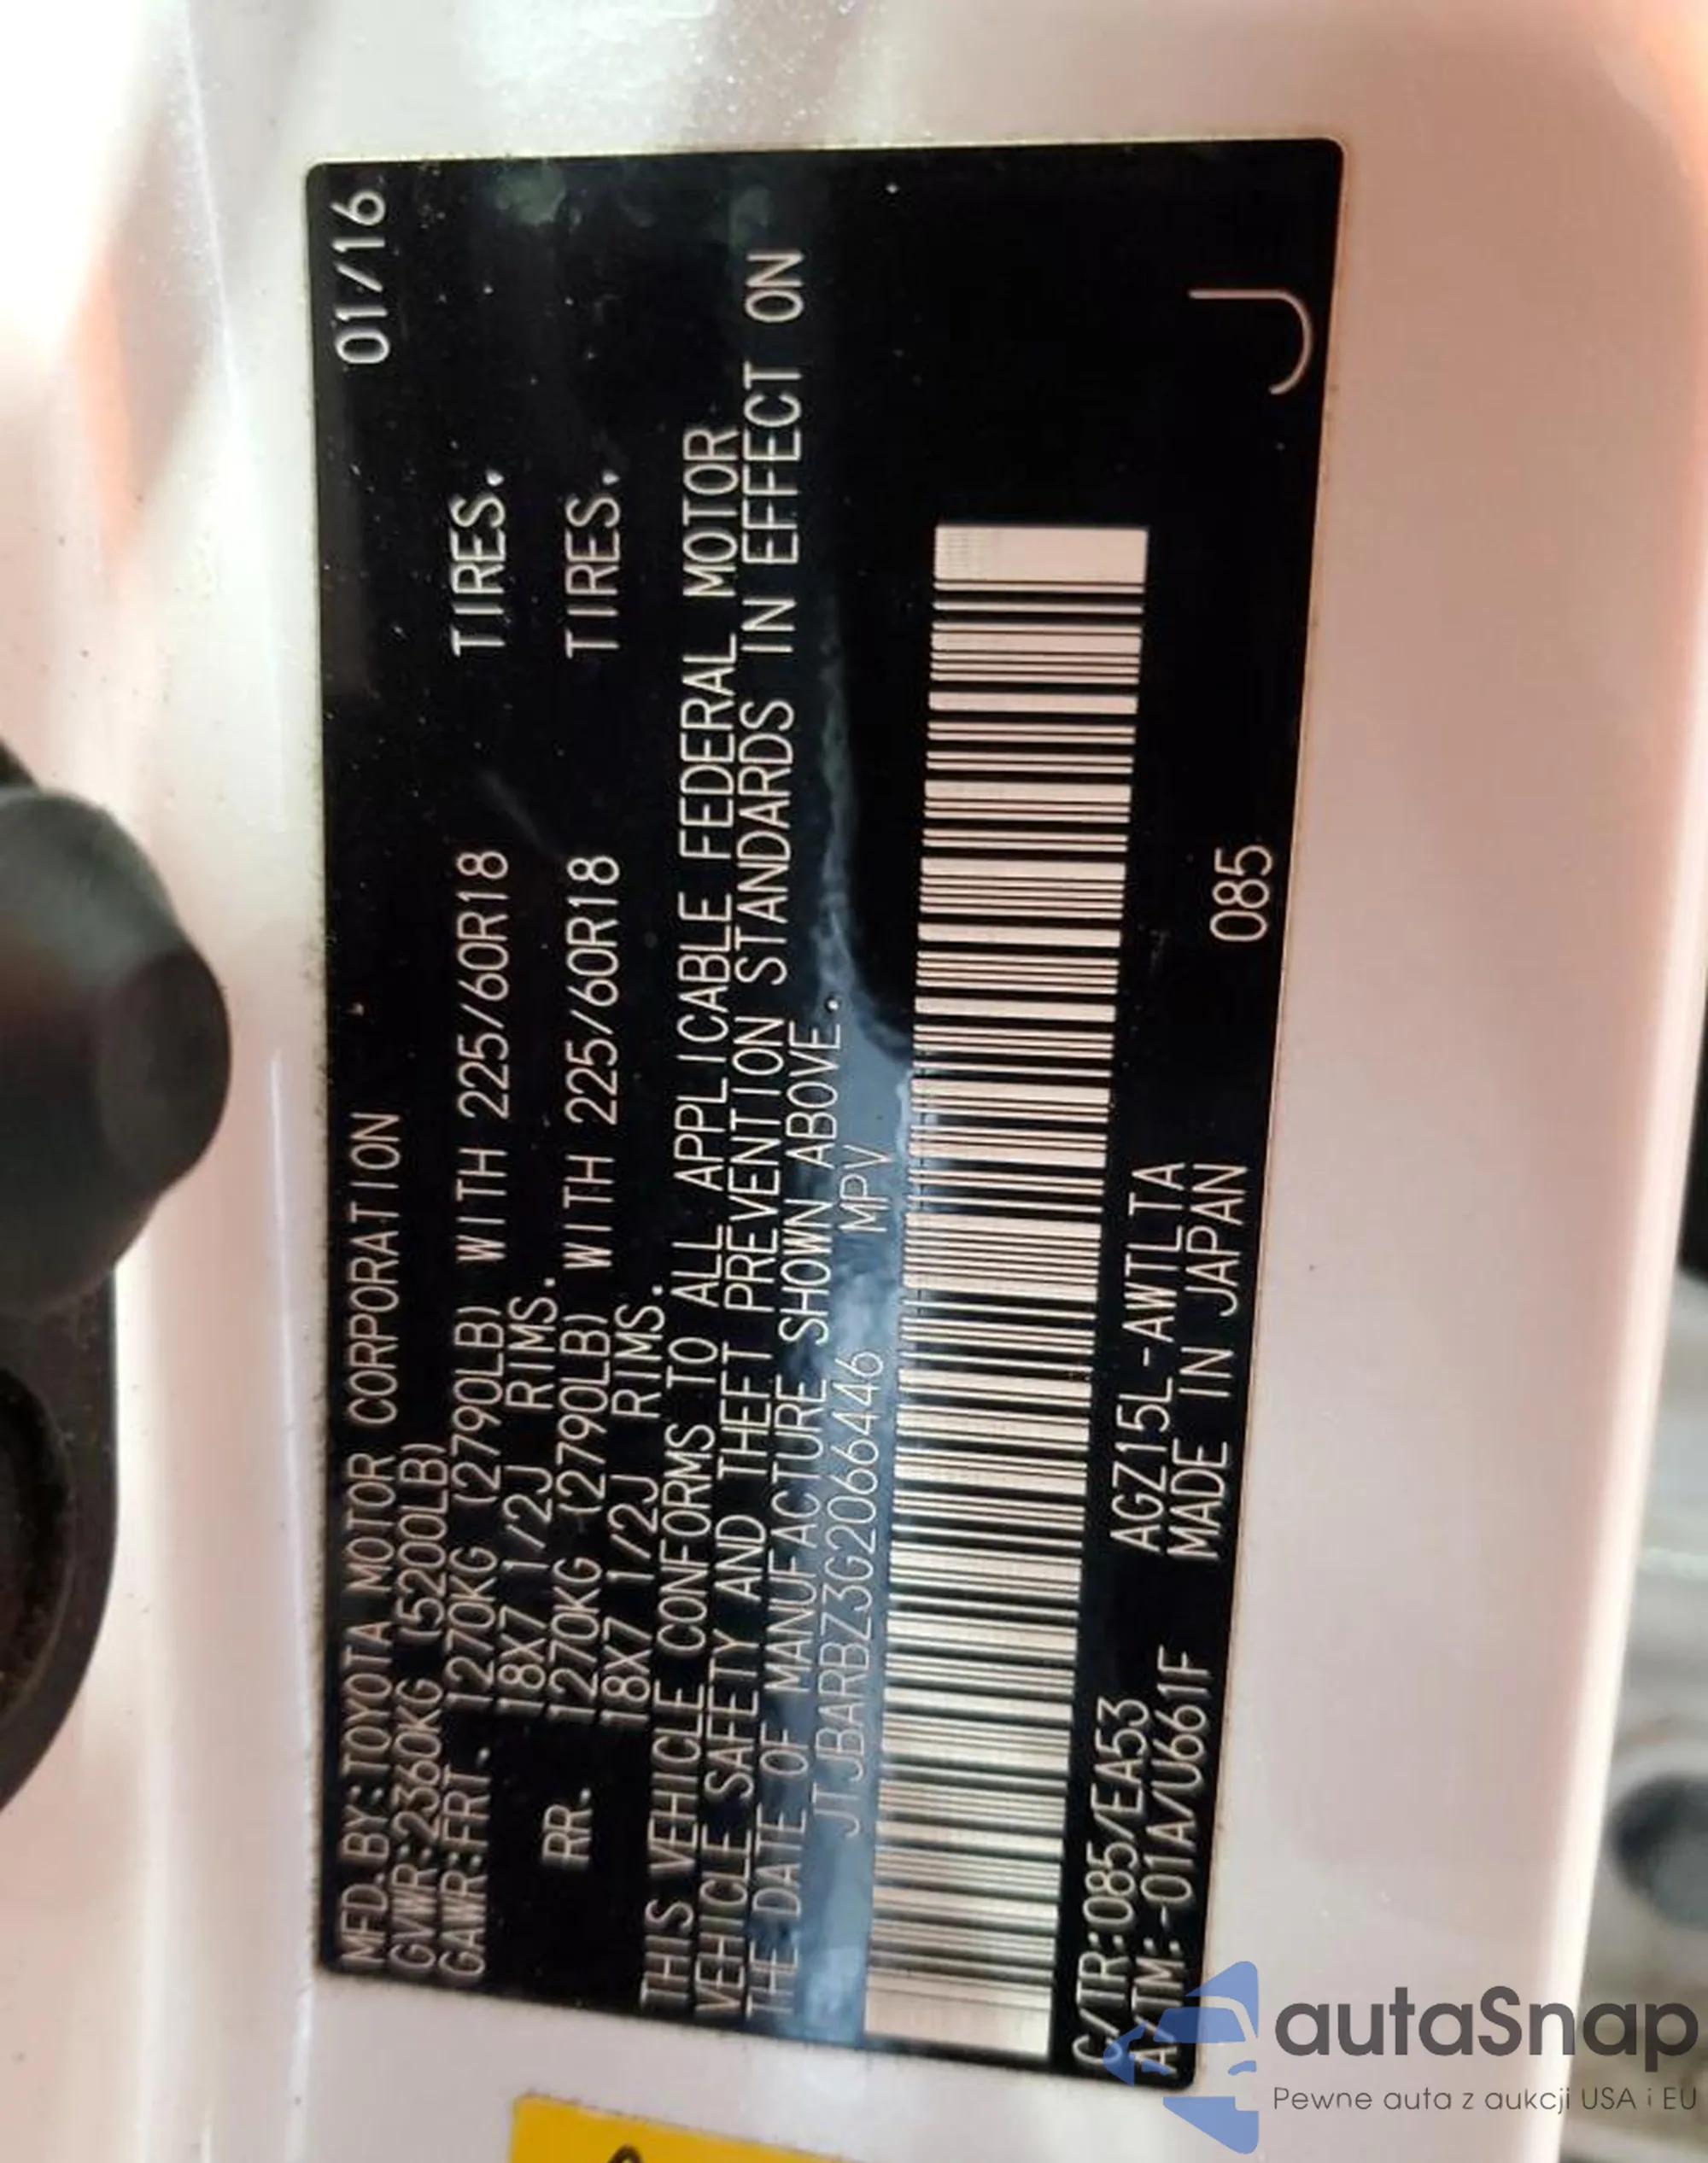 MFD.BY:TOYOTA MOTOR CORPORATION 01/16
GVWR:2360KG (5200LB)
GAWR:FRT. 1270KG (2790LB) WITH 225/60R18 TIRES.
18X7 1/2J RIMS.
RR. 1270KG (2790LB) WITH 225/60R18 TIRES.
18X7 1/2J RIMS.
THIS VEHICLE CONFORMS TO ALL APPLICABLE FEDERAL MOTOR
VEHICLE SAFETY AND THEFT PREVENTION STANDARDS IN EFFECT ON
THE DATE OF MANUFACTURE SHOWN ABOVE.
JTJBARBZ3G2066446 MPV
C/TR:085/EA53 AGZ15L-AWTLTA
A/TM:-01A/U661F MADE IN JAPAN 085
J
autaSnap
Pewne auta z aukcji USA i EU